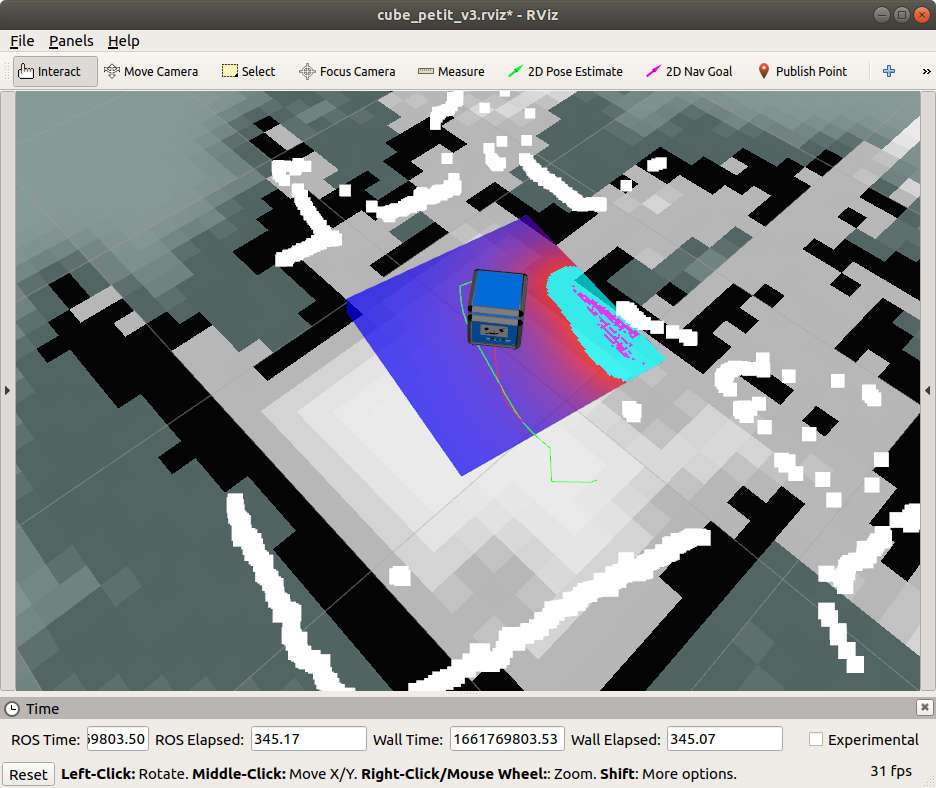 cube_petit_v3.rviz* - RViz
File Panels Help
Interact Move Camera Select Focus Camera Measure 2D Pose Estimate 2D Nav Goal Publish Point »
Time
ROS Time: 69803.50 ROS Elapsed: 345.17 Wall Time: 1661769803.53 Wall Elapsed: 345.07 Experimental
Reset Left-Click: Rotate. Middle-Click: Move X/Y. Right-Click/Mouse Wheel:: Zoom. Shift: More options. 31 fps